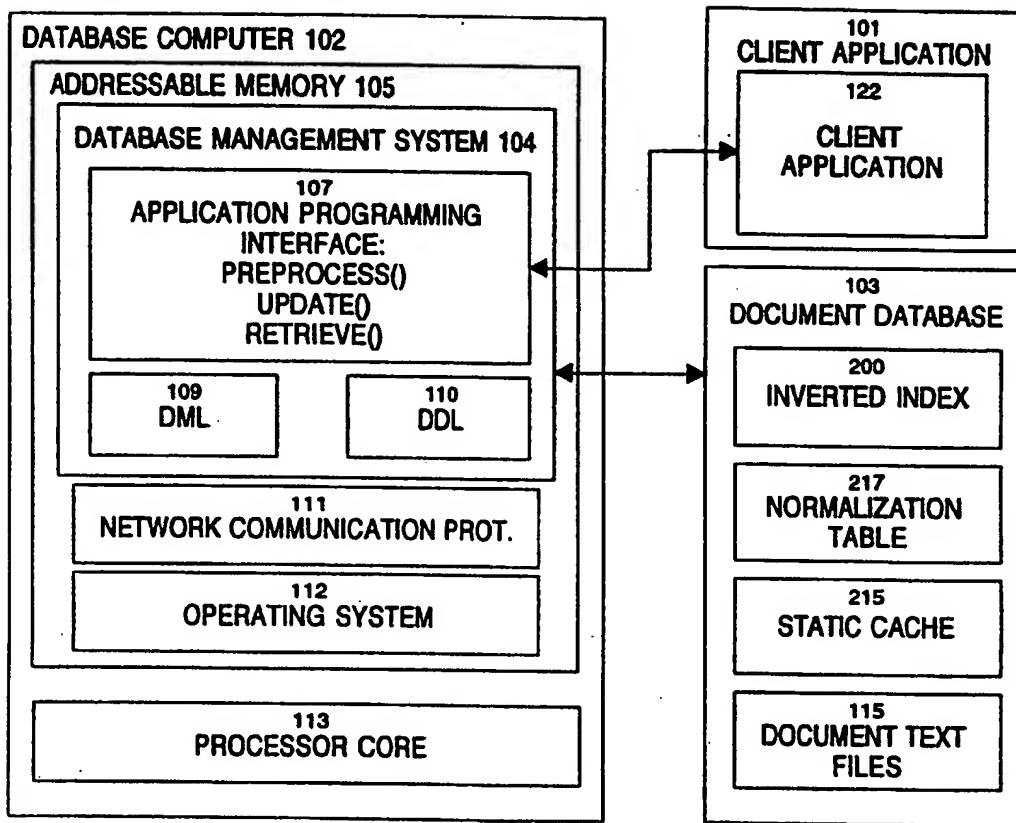 DATABASE COMPUTER 102
ADDRESSABLE MEMORY 105
DATABASE MANAGEMENT SYSTEM 104
107
APPLICATION PROGRAMMING
INTERFACE:
PREPROCESS()
UPDATE()
RETRIEVE()
109
DML
110
DDL
111
NETWORK COMMUNICATION PROT.
112
OPERATING SYSTEM
113
PROCESSOR CORE
101
CLIENT APPLICATION
122
CLIENT
APPLICATION
103
DOCUMENT DATABASE
200
INVERTED INDEX
217
NORMALIZATION
TABLE
215
STATIC CACHE
115
DOCUMENT TEXT
FILES